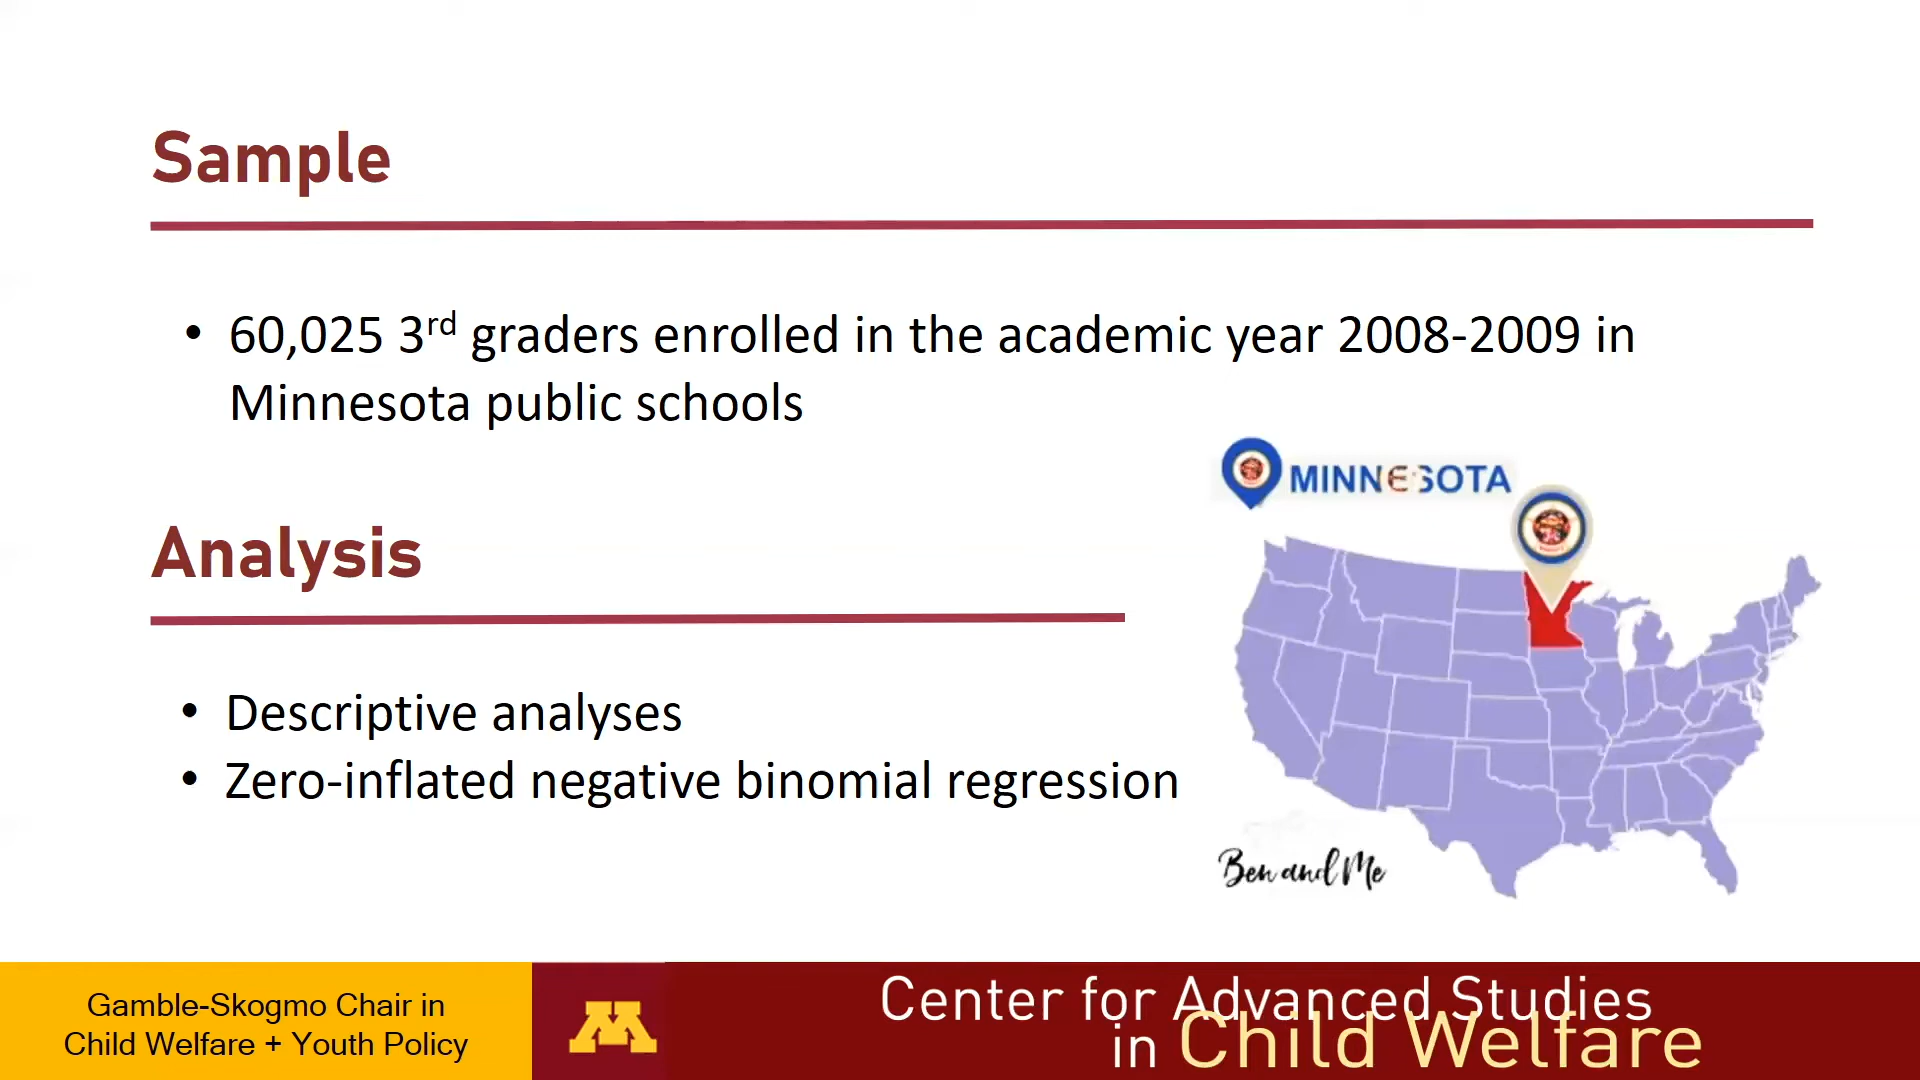 Sample
• 60,025 3rd graders enrolled in the academic year 2008-2009 in
Minnesota public schools
MINNESOTA
Analysis
• Descriptive analyses
• Zero-inflated negative binomial regression
Ben and Me
Gamble-Skogmo Chair in
Child Welfare + Youth Policy
M
Center for Advanced Studies
in Child Welfare